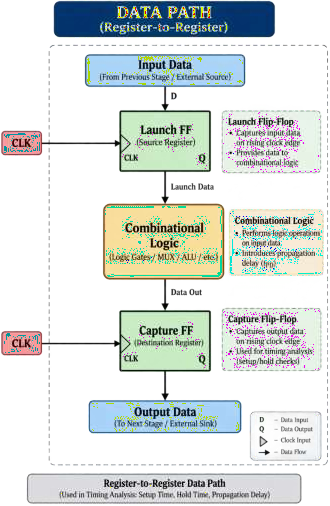 DATA PATH
(Register-to-Register)
Input Data
(From Previous Stage / External Source)
D
Launch FF
(Source Register)
CLK
CLK
Q
Launch Flip-Flop
• Captures input data
on rising clock edge
• Provides data to
combinational logic
Launch Data
Combinational
Logic
(Logic Gates / MUX / ALU / etc)
Combinational Logic
• Performs logic operations
on input data
• Introduces propagation
delay
Data Out
Capture FF
(Destination Register)
CLK
CLK
Q
Capture Flip-Flop
• Captures output data
on rising clock edge
• Used for timing analysis
(Setup/hold checks)
Output Data
(To Next Stage / External Sink)
D – Data Input
Q – Data Output
– Clock Input
– Data Flow
Register-to-Register Data Path
(Used in Timing Analysis: Setup Time, Hold Time, Propagation Delay)